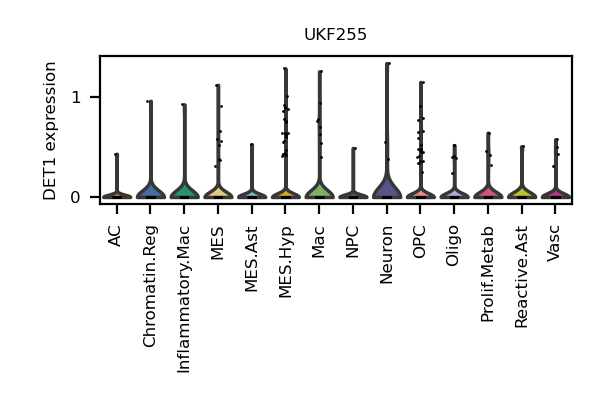 UKF255
DET1 expression
1
0
AC
Chromatin.Reg
Inflammatory.Mac
MES
MES.Ast
MES.Hyp
Mac
NPC
Neuron
OPC
Oligo
Prolif.Metab
Reactive.Ast
Vasc